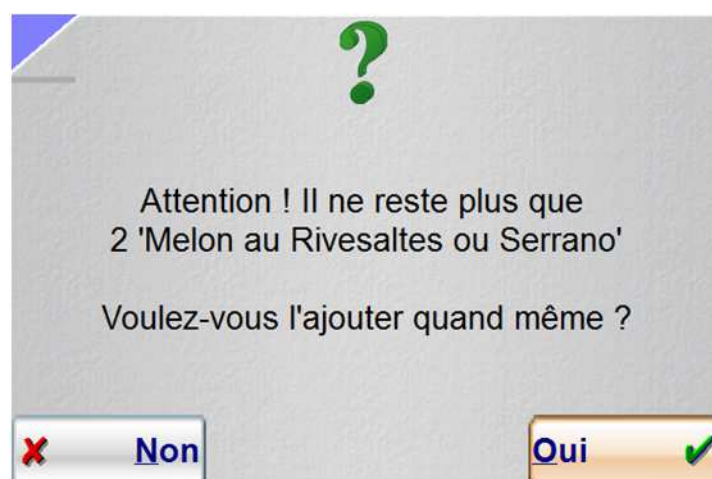 Attention ! Il ne reste plus que
2 'Melon au Rivesaltes ou Serrano'
Voulez-vous l'ajouter quand même ?
Non
Oui